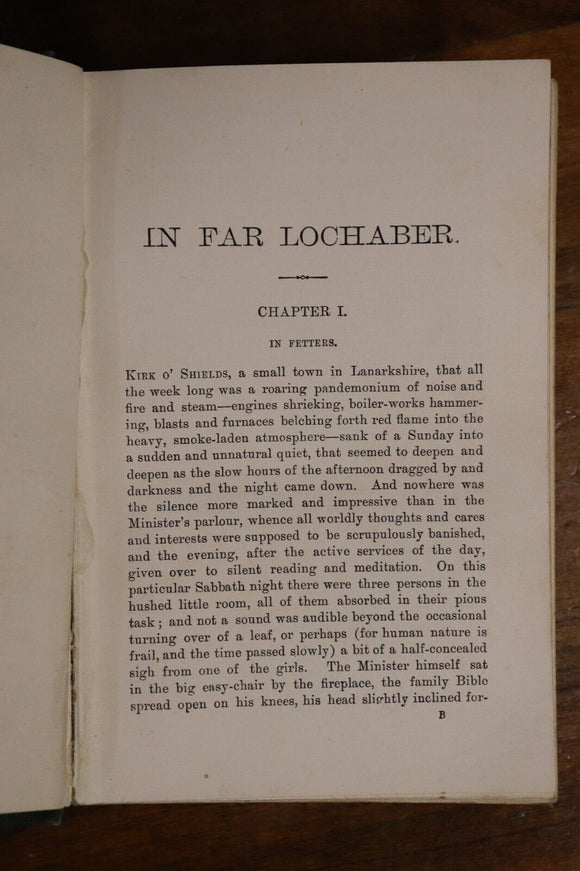 IN FAR LOCHABER.
CHAPTER I.
IN FETTERS.
KIRK O' SHIELDS, a small town in Lanarkshire, that all
the week long was a roaring pandemonium of noise and
fire and steam—engines shrieking, boiler-works hammer-
ing, blasts and furnaces belching forth red flame into the
heavy, smoke-laden atmosphere—sank of a Sunday into
a sudden and unnatural quiet, that seemed to deepen and
deepen as the slow hours of the afternoon dragged by and
darkness and the night came down. And nowhere was
the silence more marked and impressive than in the
Minister's parlour, whence all worldly thoughts and cares
and interests were supposed to be scrupulously banished,
and the evening, after the active services of the day,
given over to silent reading and meditation. On this
particular Sabbath night there were three persons in the
hushed little room, all of them absorbed in their pious
task; and not a sound was audible beyond the occasional
turning over of a leaf, or perhaps (for human nature is
frail, and the time passed slowly) a bit of a half-concealed
sigh from one of the girls. The Minister himself sat
in the big easy-chair by the fireplace, the family Bible
spread open on his knees, his head slightly inclined for-
B